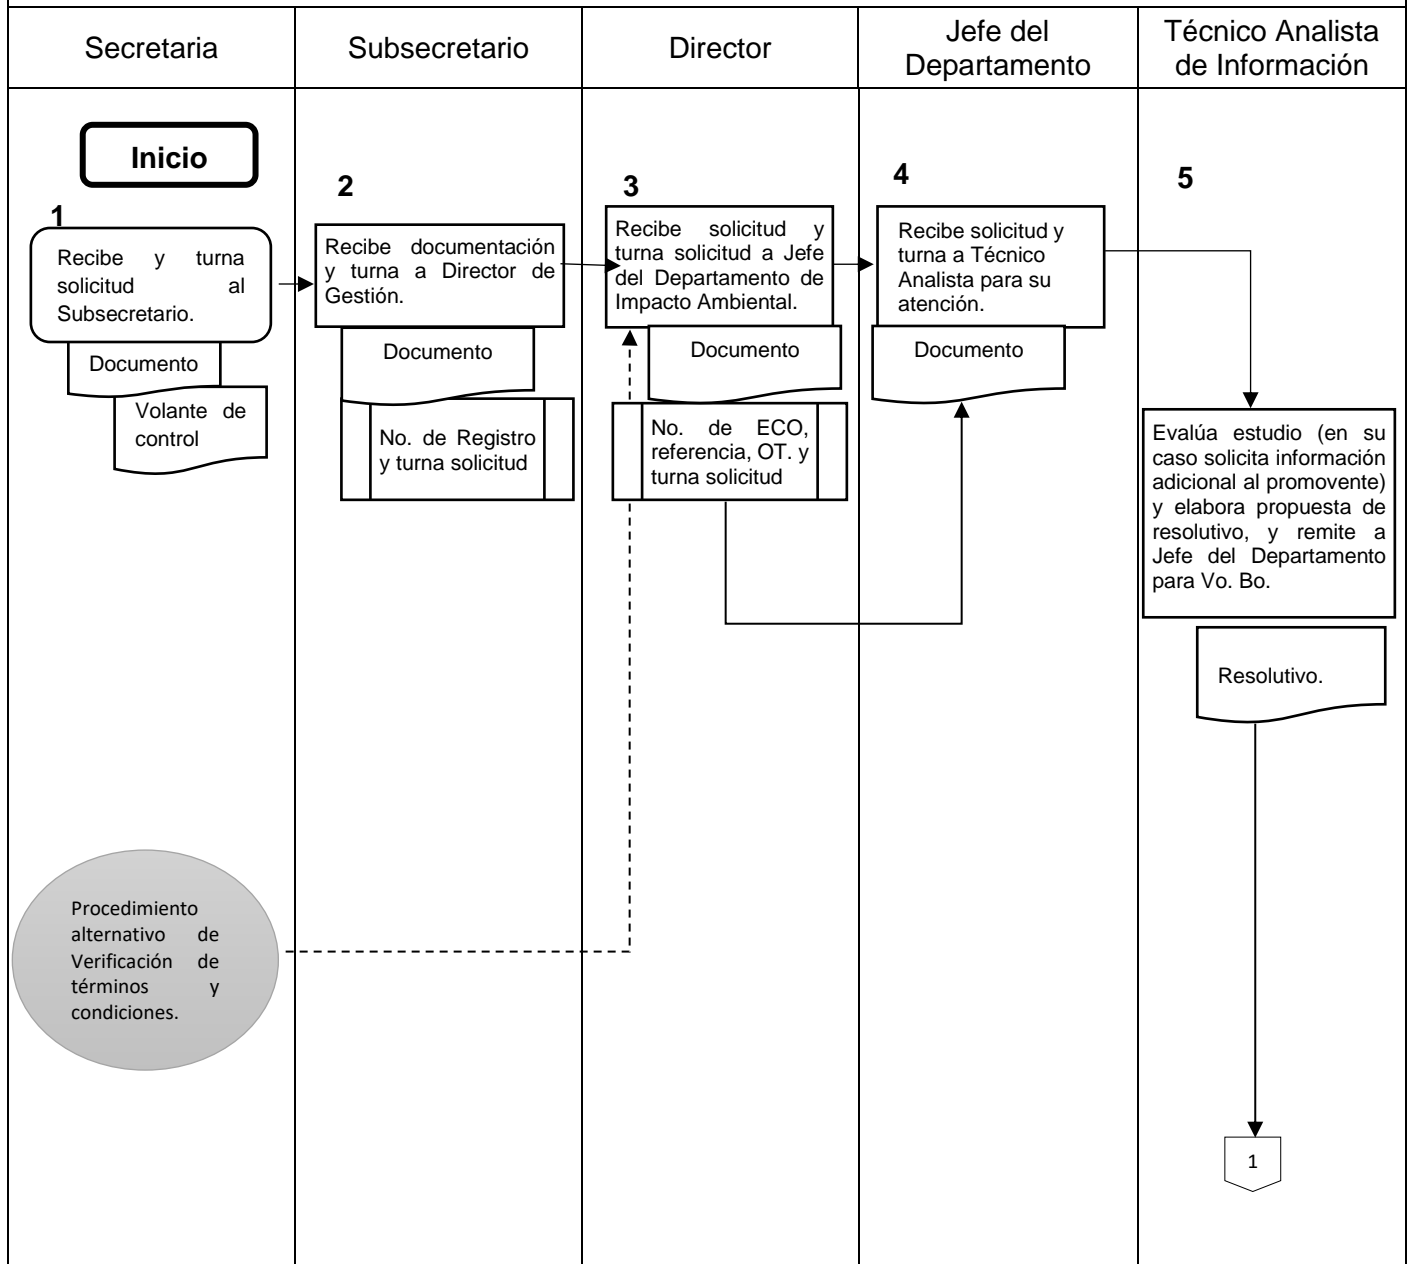 Secretaria
Subsecretario
Director
Jefe del
Departamento
Técnico Analista
de Información
Inicio
1
Recibe y turna
solicitud al
Subsecretario.
Documento
Volante de
control
2
Recibe documentación
y turna a Director de
Gestión.
Documento
No. de Registro
y turna solicitud
3
Recibe solicitud y
turna solicitud a Jefe
del Departamento de
Impacto Ambiental.
Documento
No. de ECO,
referencia, OT. y
turna solicitud
4
Recibe solicitud y
turna a Técnico
Analista para su
atención.
Documento
5
Evalúa estudio (en su
caso solicita información
adicional al promovente)
y elabora propuesta de
resolutivo, y remite a
Jefe del Departamento
para Vo. Bo.
Resolutivo.
Procedimiento
alternativo de
Verificación de
términos y
condiciones.
1